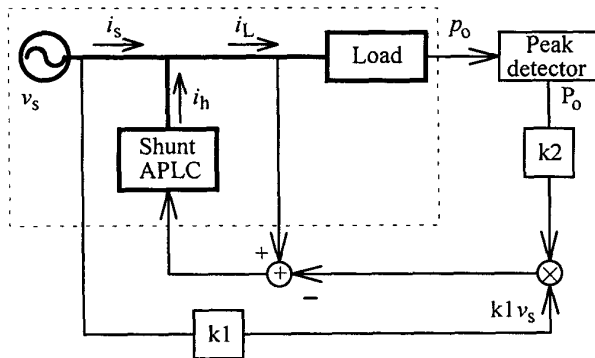 i_s
i_L
p_o
Load
Peak
detector
v_s
i_h
P_o
Shunt
APLC
k2
+
+
−
×
k1 v_s
k1